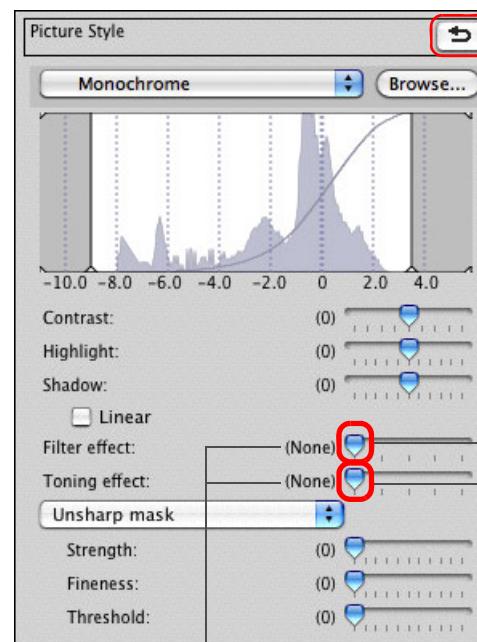 Picture Style
Monochrome Browse...
-10.0 -8.0 -6.0 -4.0 -2.0 0 2.0 4.0
Contrast: (0)
Highlight: (0)
Shadow: (0)
Linear
Filter effect: (None)
Toning effect: (None)
Unsharp mask
Strength: (0)
Fineness: (0)
Threshold: (0)